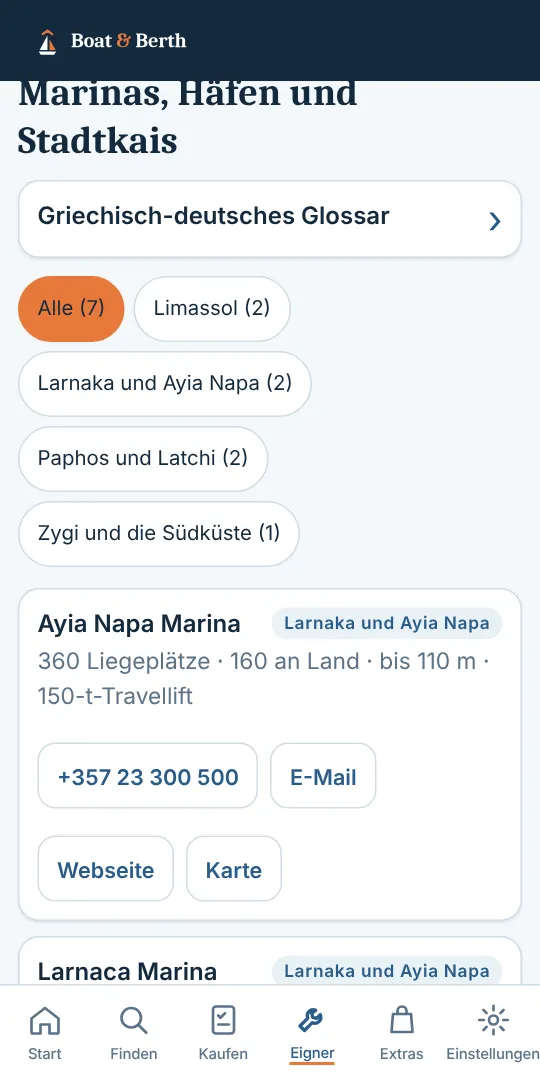 Boat & Berth
Marinas, Häfen und
Stadtkais
Griechisch-deutsches Glossar
Alle (7)
Limassol (2)
Larnaka und Ayia Napa (2)
Paphos und Latchi (2)
Zygi und die Südküste (1)
Ayia Napa Marina
Larnaka und Ayia Napa
360 Liegeplätze · 160 an Land · bis 110 m ·
150-t-Travellift
+357 23 300 500
E-Mail
Webseite
Karte
Larnaca Marina
Larnaka und Ayia Napa
Start
Finden
Kaufen
Eigner
Extras
Einstellungen